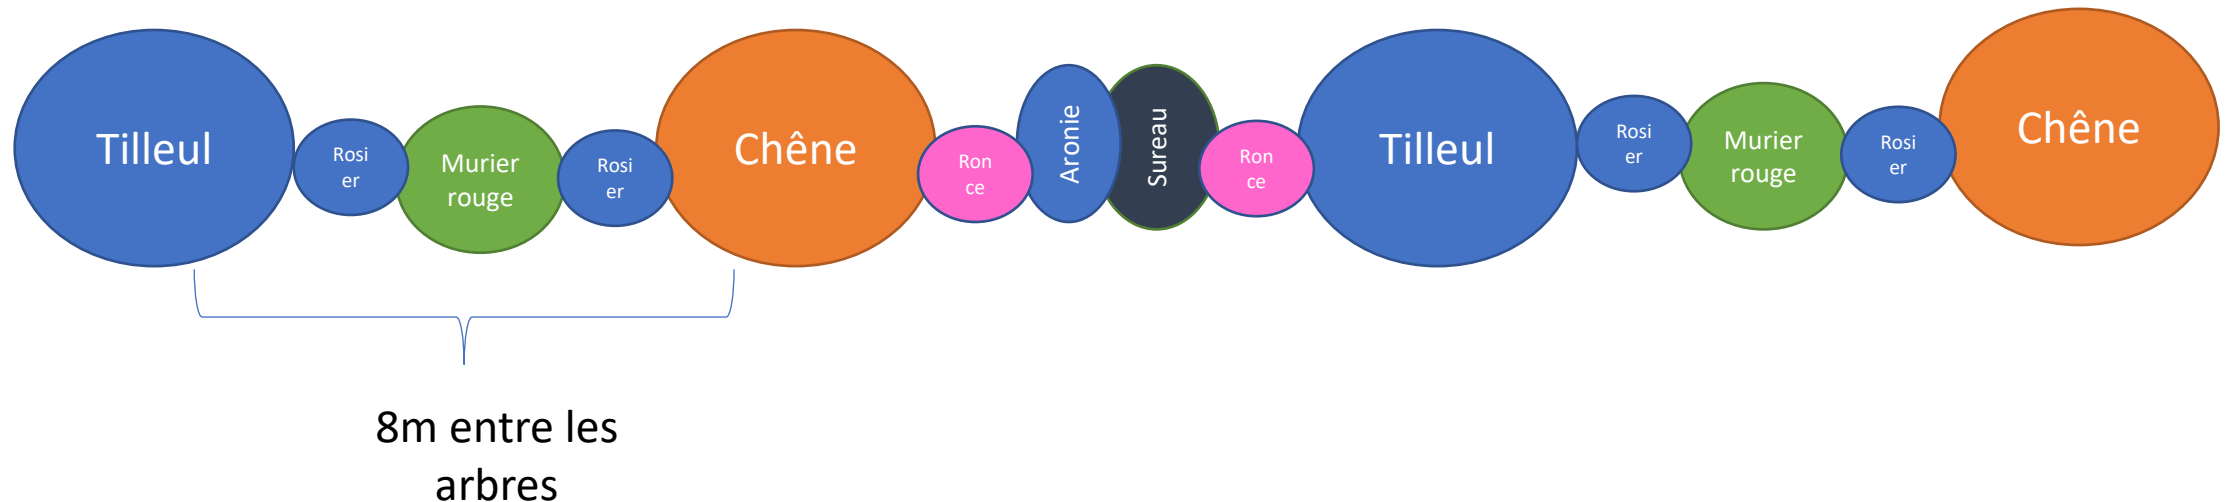 Tilleul
Rosi
er
Murier
rouge
Rosi
er
Chêne
Ron
ce
Aronie
Sureau
Ron
ce
Tilleul
Rosi
er
Murier
rouge
Rosi
er
Chêne
8m entre les
arbres